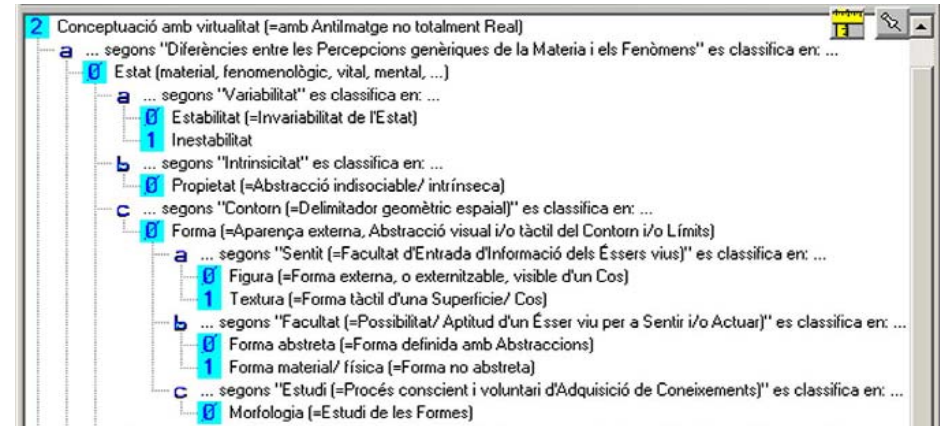 2 Conceptuació amb virtualitat (=amb AntiImatge no totalment Real)
a ... segons "Diferències entre les Percepcions genèriques de la Materia i els Fenòmens" es classifica en: ...
0 Estat (material, fenomenològic, vital, mental, ...)
a ... segons "Variabilitat" es classifica en: ...
0 Estabilitat (=Invariabilitat de l'Estat)
1 Inestabilitat
b ... segons "Intrinsicitat" es classifica en: ...
0 Propietat (=Abstracció indisociable/ intrínseca)
c ... segons "Contorn (=Delimitador geomètric espaial)" es classifica en: ...
0 Forma (=Aparença externa, Abstracció visual i/o tàctil del Contorn i/o Límits)
a ... segons "Sentit (=Facultat d'Entrada d'Informació dels Éssers vius)" es classifica en: ...
0 Figura (=Forma externa, o externitzable, visible d'un Cos)
1 Textura (=Forma tàctil d'una Superfície/ Cos)
b ... segons "Facultat (=Possibilitat/ Aptitud d'un Ésser viu per a Sentir i/o Actuar)" es classifica en: ...
0 Forma abstreta (=Forma definida amb Abstraccions)
1 Forma material/ física (=Forma no abstreta)
c ... segons "Estudi (=Procés conscient i voluntari d'Adquisició de Coneixements)" es classifica en: ...
0 Morfologia (=Estudi de les Formes)